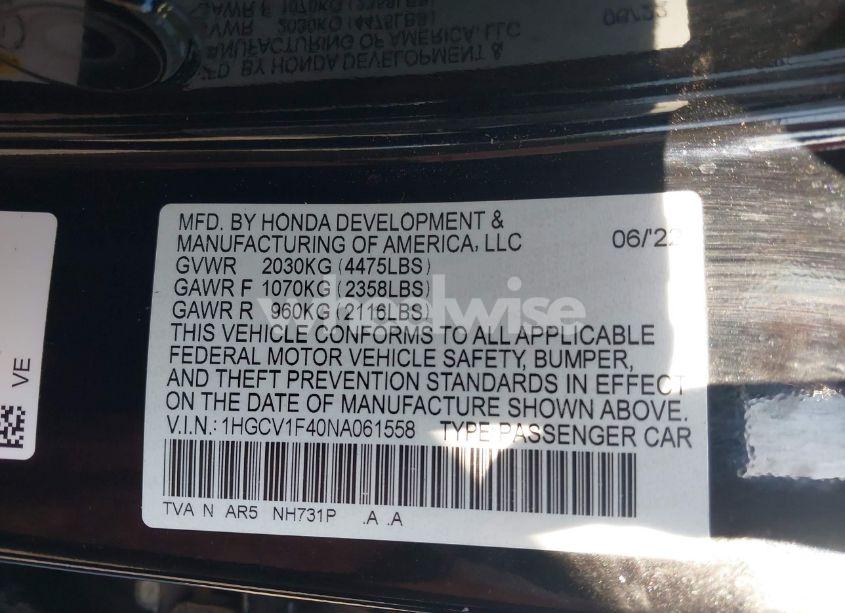 MFD. BY HONDA DEVELOPMENT &
MANUFACTURING OF AMERICA, LLC 06/'22
GVWR 2030KG (4475LBS)
GAWR F 1070KG (2358LBS)
GAWR R 960KG (2116LBS)
wheelwise
THIS VEHICLE CONFORMS TO ALL APPLICABLE
FEDERAL MOTOR VEHICLE SAFETY, BUMPER,
AND THEFT PREVENTION STANDARDS IN EFFECT
ON THE DATE OF MANUFACTURE SHOWN ABOVE.
V.I.N.: 1HGCV1F40NA061558 TYPE PASSENGER CAR
TVA N AR5 NH731P .A .A
VE